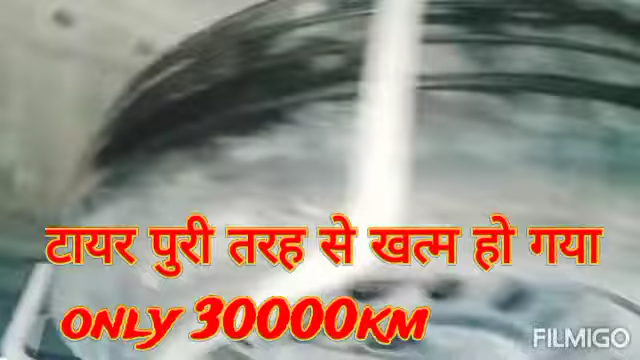 टायर पुरी तरह से खत्म हो गया
ONLY 30000KM
FILMIGO